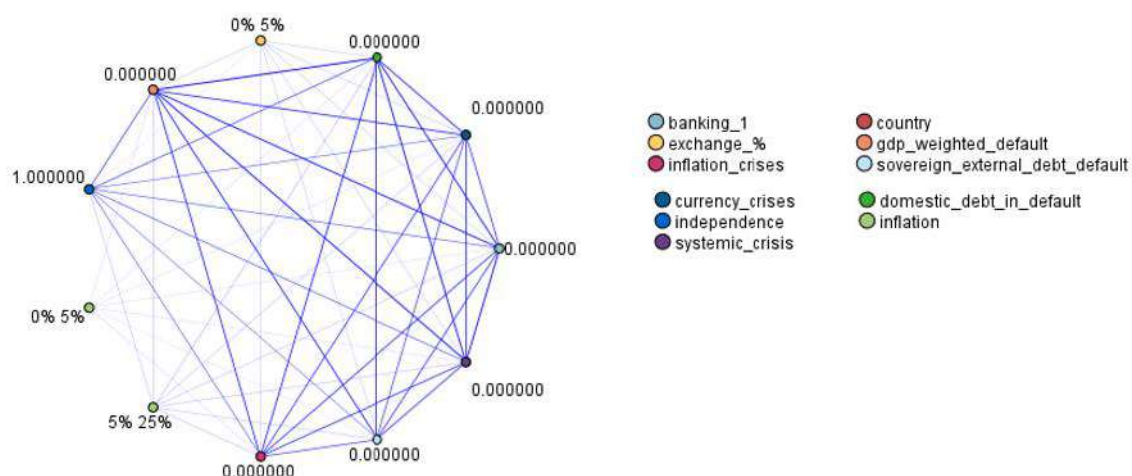 0% 5%
0.000000
0.000000
0.000000
1.000000
0.000000
0% 5%
0.000000
5% 25%
0.000000
0.000000
banking_1
exchange_%
inflation_crises
currency_crises
independence
systemic_crisis
country
gdp_weighted_default
sovereign_external_debt_default
domestic_debt_in_default
inflation